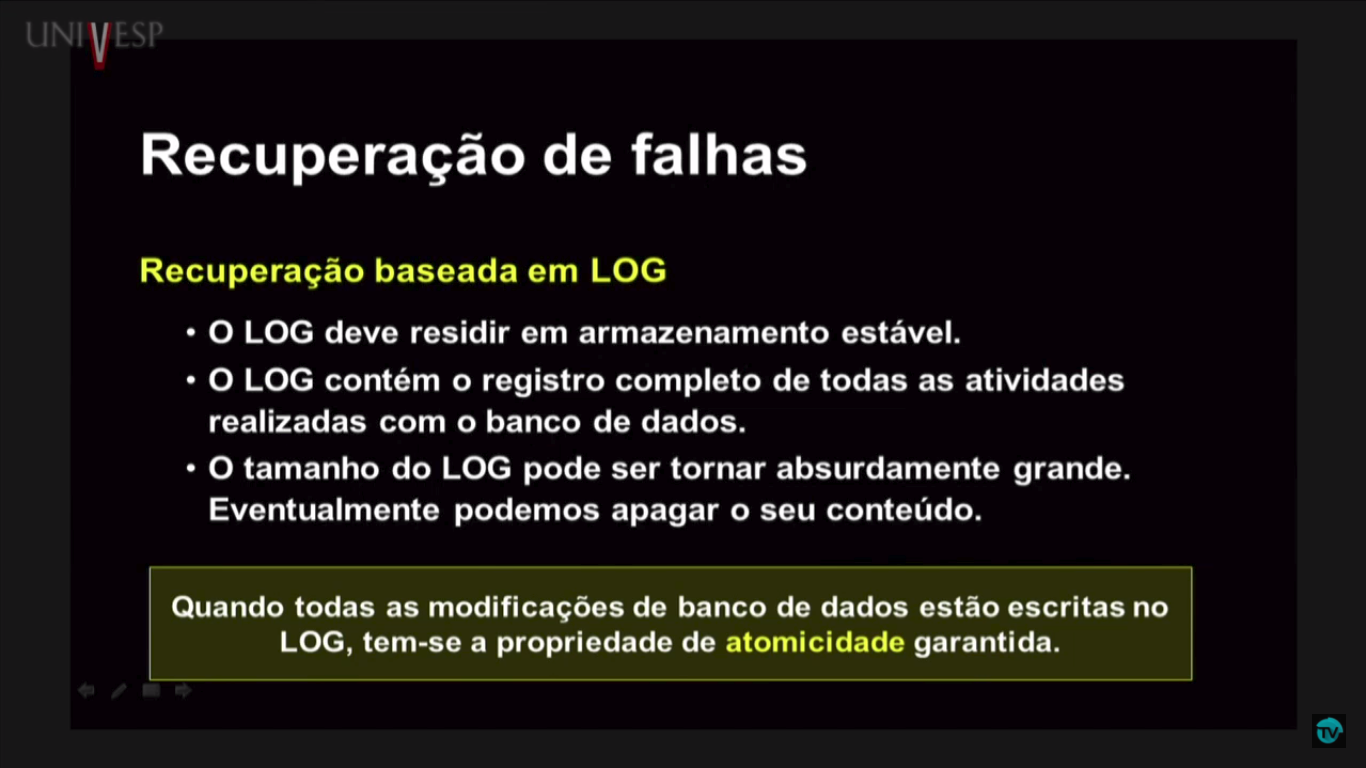 UNIVESP
Recuperação de falhas
Recuperação baseada em LOG
• O LOG deve residir em armazenamento estável.
• O LOG contém o registro completo de todas as atividades
realizadas com o banco de dados.
• O tamanho do LOG pode ser tornar absurdamente grande.
Eventualmente podemos apagar o seu conteúdo.
Quando todas as modificações de banco de dados estão escritas no
LOG, tem-se a propriedade de atomicidade garantida.
TV